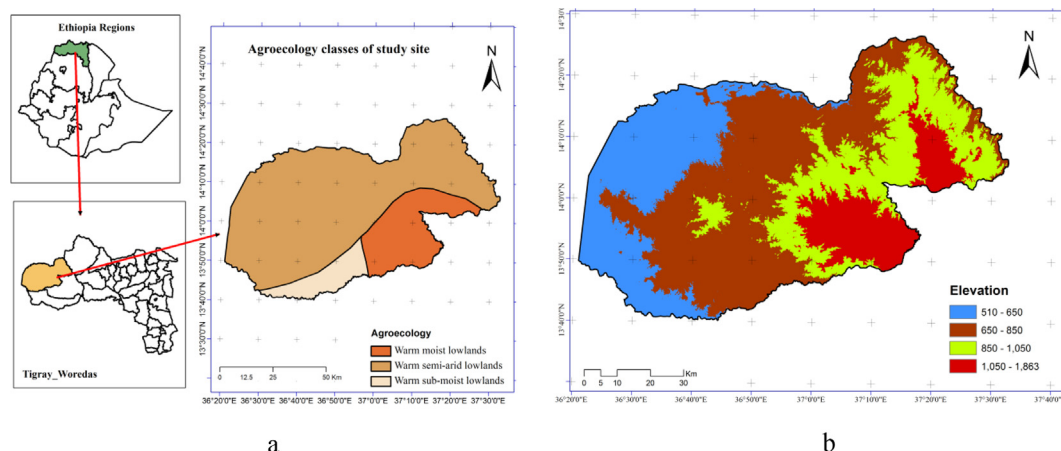 Ethiopia Regions
Tigray_Woredas
Agroecology classes of study site
N
14°40'0"N
14°30'0"N
14°20'0"N
14°10'0"N
14°0'0"N
13°50'0"N
13°40'0"N
13°30'0"N
Agroecology
Warm moist lowlands
Warm semi-arid lowlands
Warm sub-moist lowlands
0 12.5 25 50 Km
36°20'0"E 36°30'0"E 36°40'0"E 36°50'0"E 37°0'0"E 37°10'0"E 37°20'0"E 37°30'0"E
a
N
14°30'0"N
14°20'0"N
14°10'0"N
14°0'0"N
13°50'0"N
13°40'0"N
Elevation
510 - 650
650 - 850
850 - 1,050
1,050 - 1,863
0 5 10 20 30 Km
36°20'0"E 36°30'0"E 36°40'0"E 36°50'0"E 37°0'0"E 37°10'0"E 37°20'0"E 37°30'0"E
b